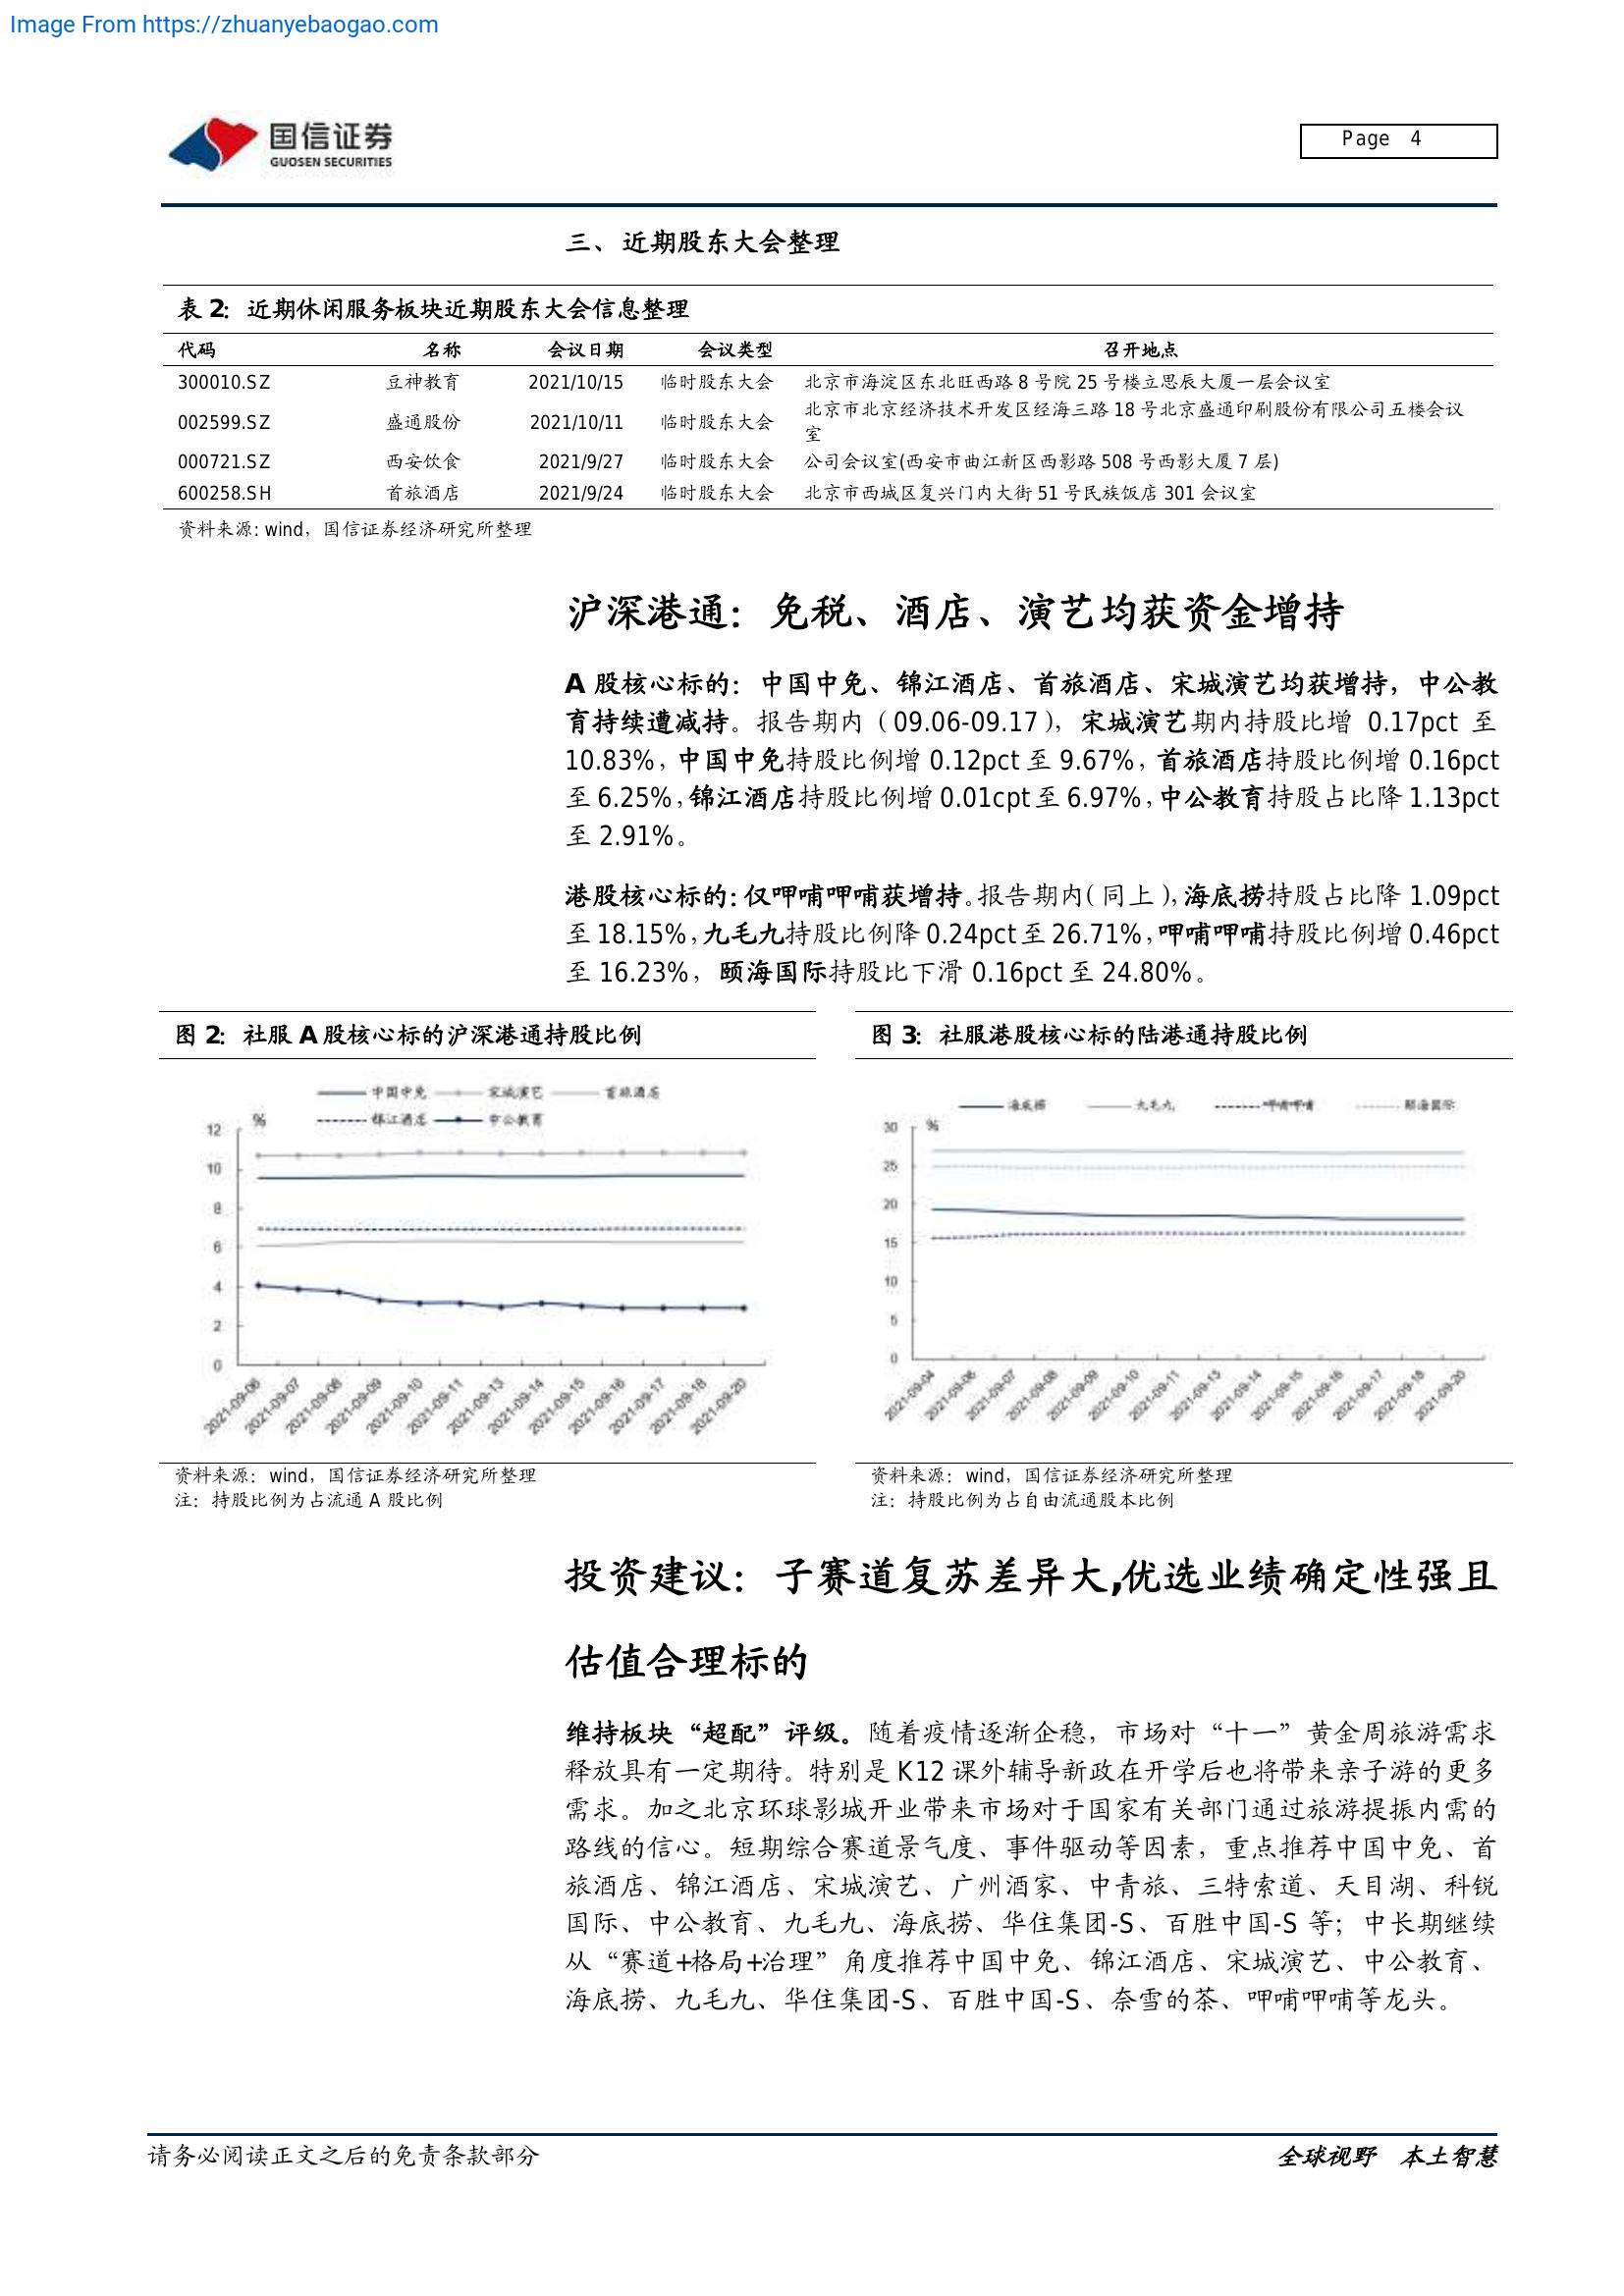 Image From https://zhuanyebaogao.com
国信证券
GUOSEN SECURITIES
Page 4
三、近期股东大会整理
表 2：近期休闲服务板块近期股东大会信息整理
代码 名称 会议日期 会议类型 召开地点
300010.SZ 豆神教育 2021/10/15 临时股东大会 北京市海淀区东北旺西路 8 号院 25 号楼立思辰大厦一层会议室
002599.SZ 盛通股份 2021/10/11 临时股东大会 北京市北京经济技术开发区经海三路 18 号北京盛通印刷股份有限公司五楼会议
室
000721.SZ 西安饮食 2021/9/27 临时股东大会 公司会议室(西安市曲江新区西影路 508 号西影大厦 7 层)
600258.SH 首旅酒店 2021/9/24 临时股东大会 北京市西城区复兴门内大街 51 号民族饭店 301 会议室
资料来源: wind，国信证券经济研究所整理
沪深港通：免税、酒店、演艺均获资金增持
A 股核心标的：中国中免、锦江酒店、首旅酒店、宋城演艺均获增持，中公教
育持续遭减持。报告期内（09.06-09.17），宋城演艺期内持股比增 0.17pct 至
10.83%，中国中免持股比例增 0.12pct 至 9.67%，首旅酒店持股比例增 0.16pct
至 6.25%，锦江酒店持股比例增 0.01cpt 至 6.97%，中公教育持股占比降 1.13pct
至 2.91%。
港股核心标的：仅呷哺呷哺获增持。报告期内（同上），海底捞持股占比降 1.09pct
至 18.15%，九毛九持股比例降 0.24pct 至 26.71%，呷哺呷哺持股比例增 0.46pct
至 16.23%，颐海国际持股比下滑 0.16pct 至 24.80%。
图 2：社服 A 股核心标的沪深港通持股比例
中国中免 宋城演艺 首旅酒店
锦江酒店 中公教育
%
12
10
8
6
4
2
0
2021-09-06 2021-09-07 2021-09-08 2021-09-09 2021-09-10 2021-09-11 2021-09-13 2021-09-14 2021-09-15 2021-09-16 2021-09-17 2021-09-18 2021-09-20
资料来源：wind，国信证券经济研究所整理
注：持股比例为占流通 A 股比例
图 3：社服港股核心标的陆港通持股比例
海底捞 九毛九 呷哺呷哺 颐海国际
%
30
25
20
15
10
5
0
2021-09-04 2021-09-06 2021-09-07 2021-09-08 2021-09-09 2021-09-10 2021-09-11 2021-09-13 2021-09-14 2021-09-15 2021-09-16 2021-09-17 2021-09-18 2021-09-20
资料来源：wind，国信证券经济研究所整理
注：持股比例为占自由流通股本比例
投资建议：子赛道复苏差异大,优选业绩确定性强且
估值合理标的
维持板块“超配”评级。随着疫情逐渐企稳，市场对“十一”黄金周旅游需求
释放具有一定期待。特别是 K12 课外辅导新政在开学后也将带来亲子游的更多
需求。加之北京环球影城开业带来市场对于国家有关部门通过旅游提振内需的
路线的信心。短期综合赛道景气度、事件驱动等因素，重点推荐中国中免、首
旅酒店、锦江酒店、宋城演艺、广州酒家、中青旅、三特索道、天目湖、科锐
国际、中公教育、九毛九、海底捞、华住集团-S、百胜中国-S 等；中长期继续
从“赛道+格局+治理”角度推荐中国中免、锦江酒店、宋城演艺、中公教育、
海底捞、九毛九、华住集团-S、百胜中国-S、奈雪的茶、呷哺呷哺等龙头。
请务必阅读正文之后的免责条款部分
全球视野 本土智慧